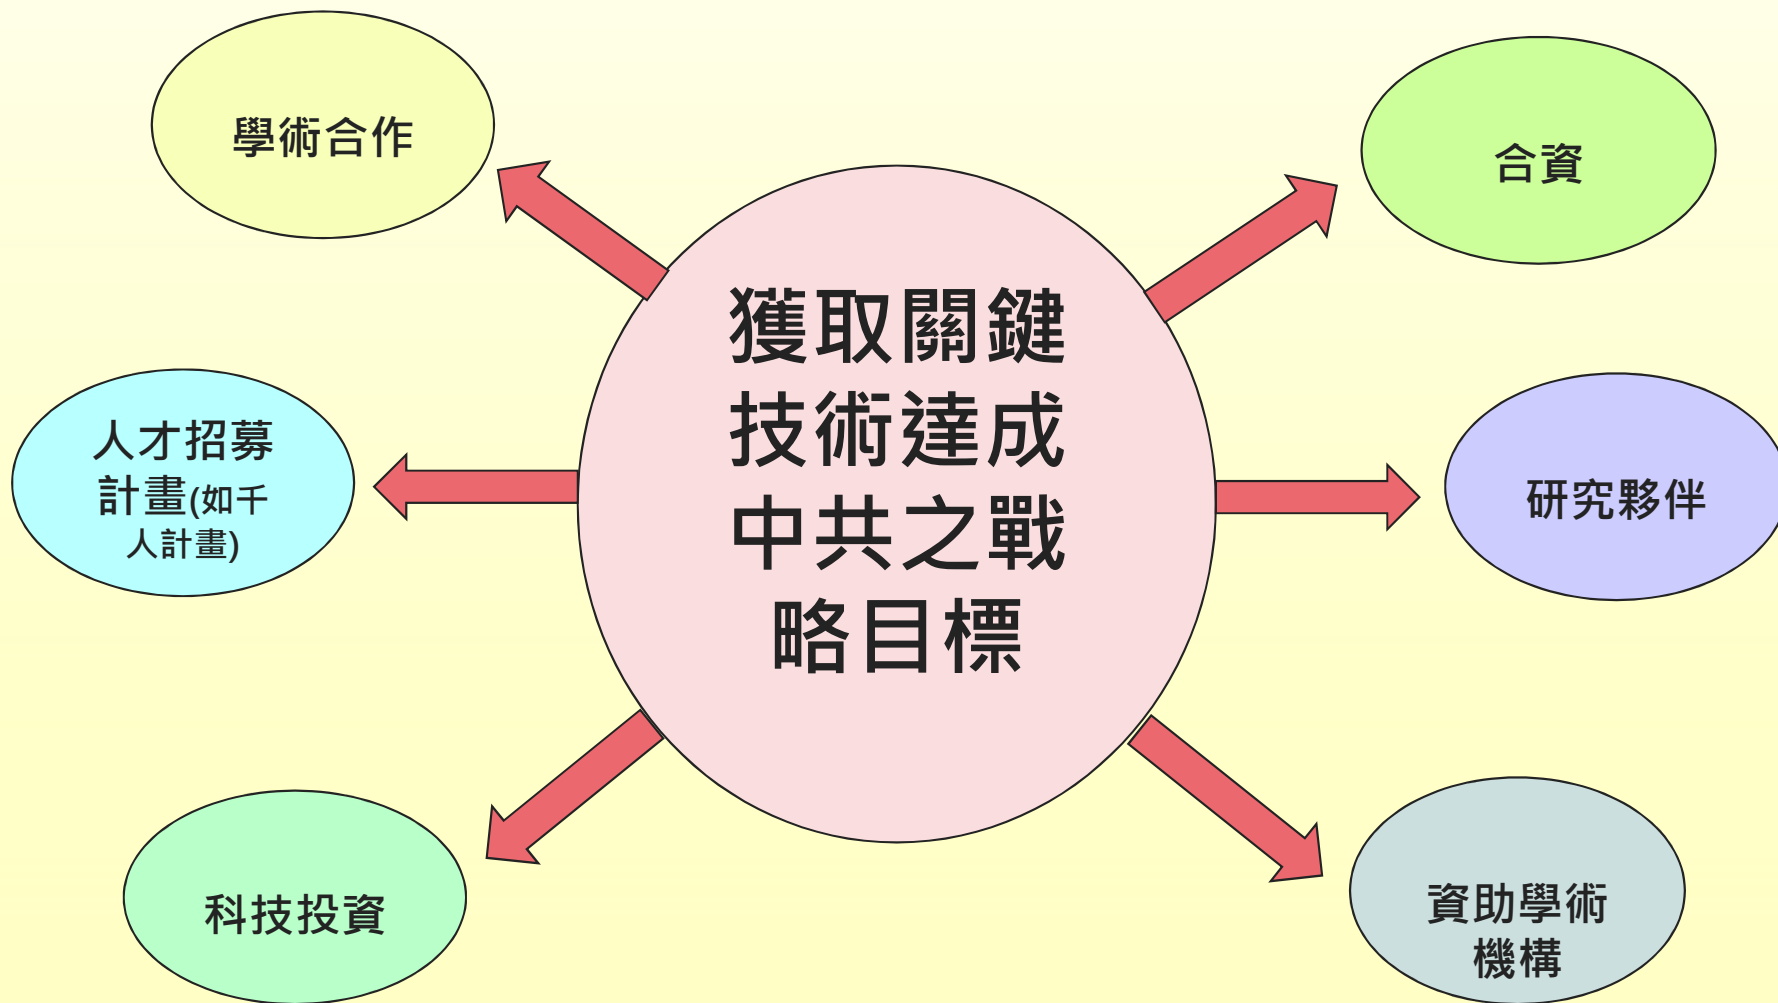 學術合作
合資
獲取關鍵
技術達成
中共之戰
略目標
人才招募
計畫(如千
人計畫)
研究夥伴
科技投資
資助學術
機構